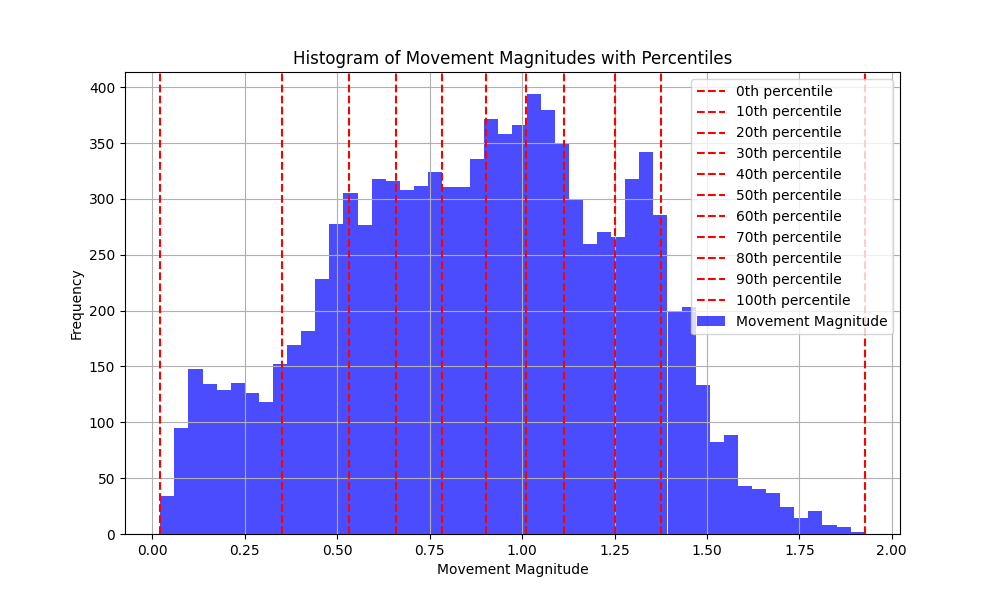 Histogram of Movement Magnitudes with Percentiles
400
350
300
250
200
150
100
50
0
Frequency
0th percentile
10th percentile
20th percentile
30th percentile
40th percentile
50th percentile
60th percentile
70th percentile
80th percentile
90th percentile
100th percentile
Movement Magnitude
0.00 0.25 0.50 0.75 1.00 1.25 1.50 1.75 2.00
Movement Magnitude